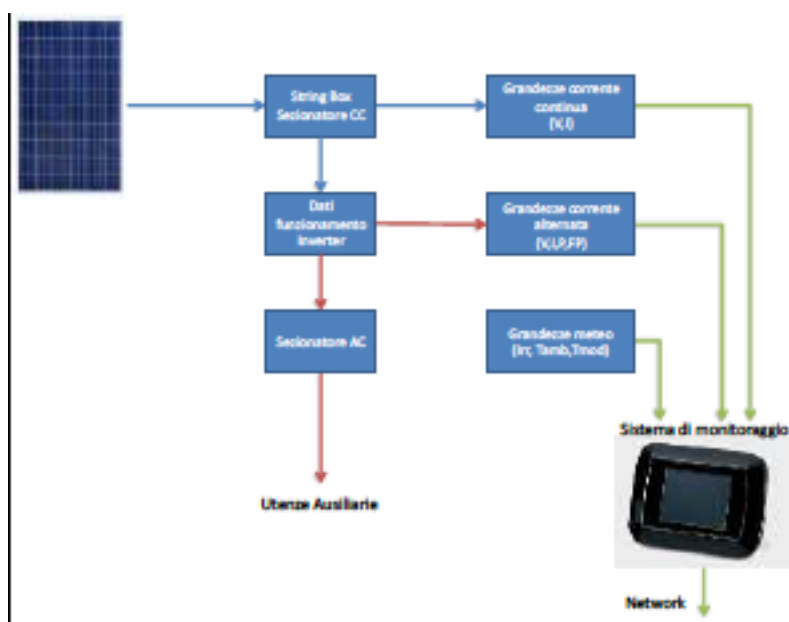 String Box
Sezionatore CC
Grandezze corrente
continua
(V,I)
Dati
funzionamento
inverter
Grandezze corrente
alternata
(V,I,P,FP)
Sezionatore AC
Grandezze meteo
(Irr, Tamb,Tmod)
Sistema di monitoraggio
Utenze Ausiliarie
Network